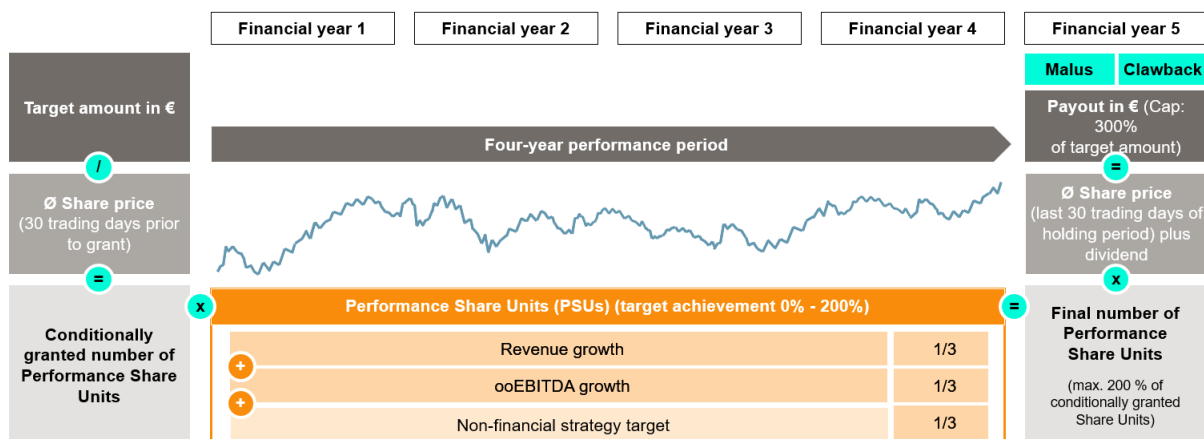 Financial year 1
Financial year 2
Financial year 3
Financial year 4
Financial year 5
Target amount in €
/
Ø Share price
(30 trading days prior
to grant)
=
Conditionally
granted number of
Performance Share
Units
Four-year performance period
x
Performance Share Units (PSUs) (target achievement 0% - 200%)
Revenue growth
1/3
+
ooEBITDA growth
1/3
+
Non-financial strategy target
1/3
=
Malus
Clawback
Payout in € (Cap:
300%
of target amount)
=
Ø Share price
(last 30 trading days of
holding period) plus
dividend
x
Final number of
Performance
Share Units
(max. 200 % of
conditionally granted
Share Units)